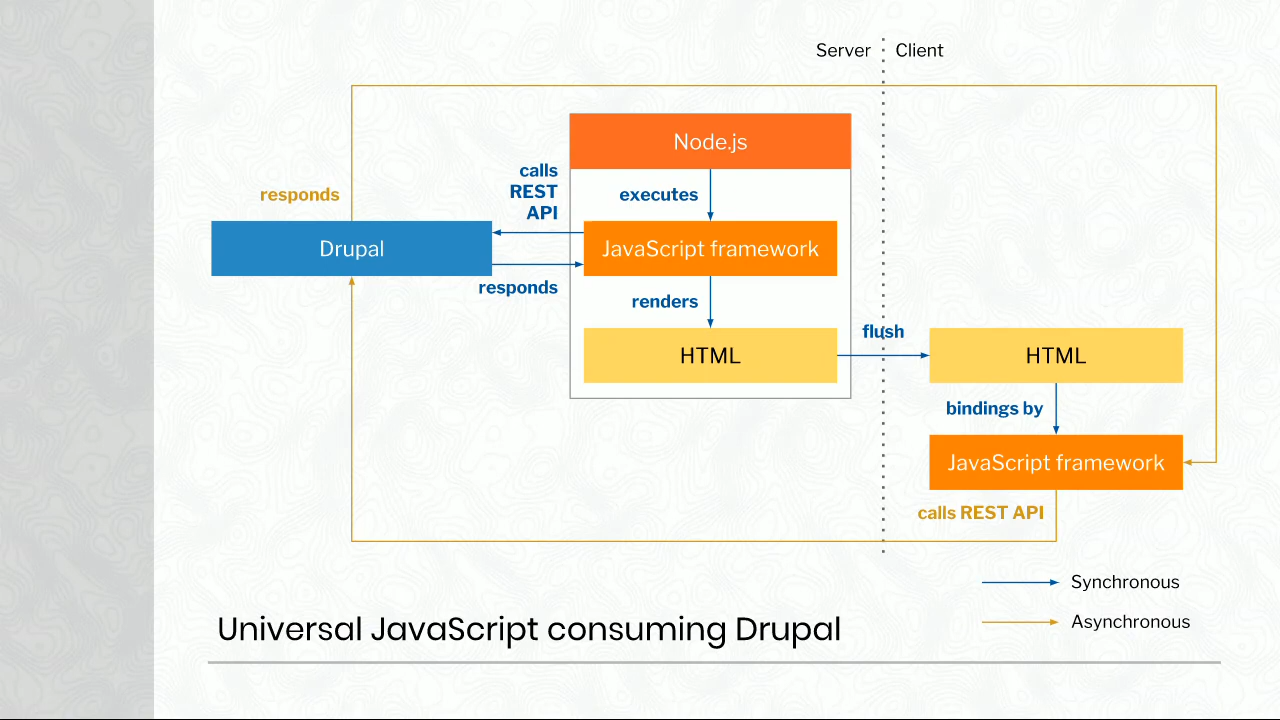 Server
Client
Node.js
calls
REST
API
executes
responds
Drupal
JavaScript framework
responds
renders
flush
HTML
HTML
bindings by
JavaScript framework
calls REST API
Synchronous
Asynchronous
Universal JavaScript consuming Drupal